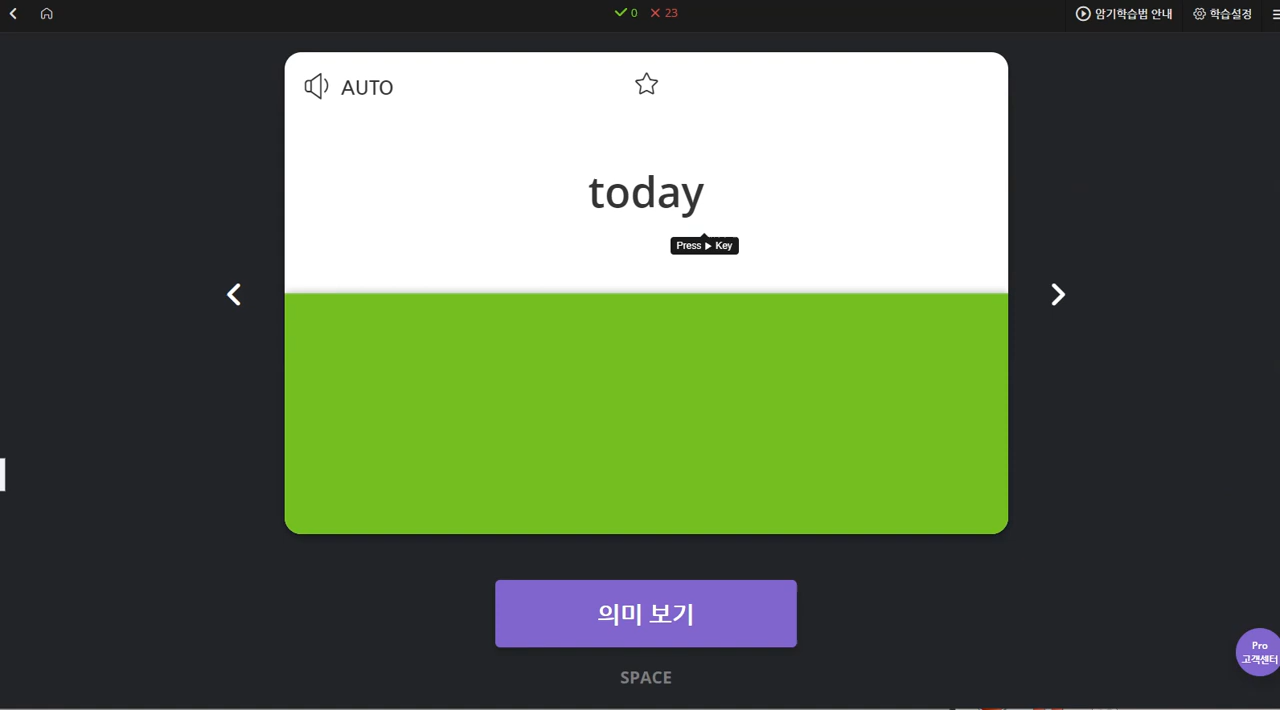 0 23 암기학습법 안내 학습설정
AUTO
today
Press ▶ Key
의미 보기
SPACE
Pro
고객센터